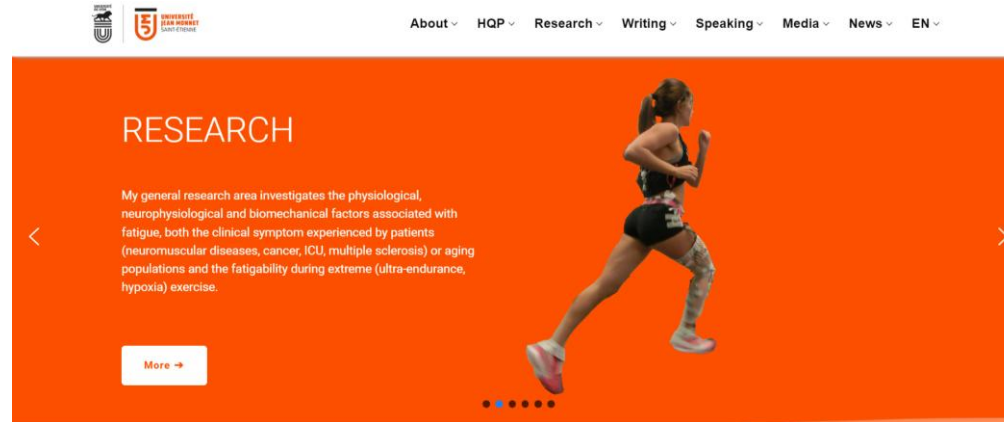 UNIVERSITÉ
JEAN MONNET
SAINT-ÉTIENNE
About
HQP
Research
Writing
Speaking
Media
News
EN
RESEARCH
My general research area investigates the physiological,
neurophysiological and biomechanical factors associated with
fatigue, both the clinical symptom experienced by patients
(neuromuscular diseases, cancer, ICU, multiple sclerosis) or aging
populations and the fatigability during extreme (ultra-endurance,
hypoxia) exercise.
More →